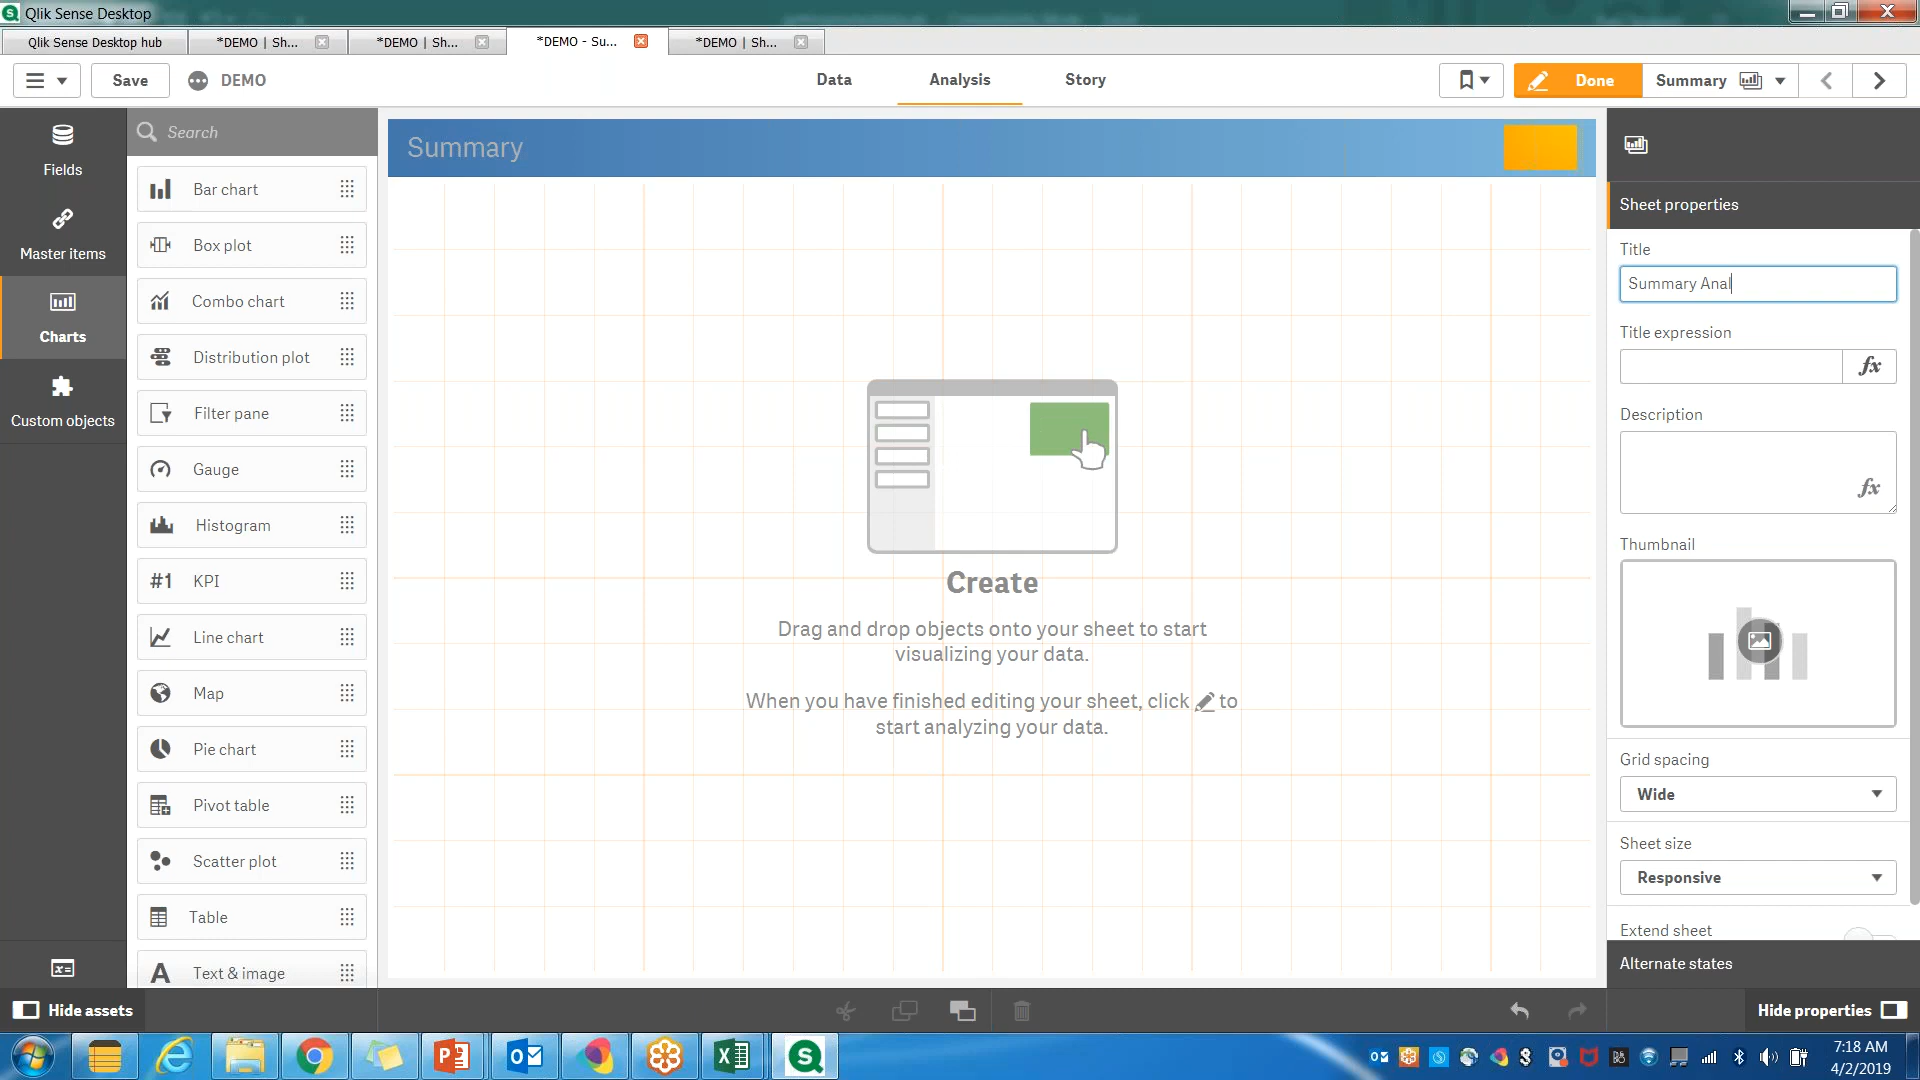 Qlik Sense Desktop
Qlik Sense Desktop hub
*DEMO | Sh...
*DEMO | Sh...
*DEMO - Su...
*DEMO | Sh...
Save
DEMO
Data
Analysis
Story
Done
Summary
Fields
Master items
Charts
Custom objects
Hide assets
Search
Bar chart
Box plot
Combo chart
Distribution plot
Filter pane
Gauge
Histogram
#1 KPI
Line chart
Map
Pie chart
Pivot table
Scatter plot
Table
A Text & image
Summary
Create
Drag and drop objects onto your sheet to start
visualizing your data.
When you have finished editing your sheet, click to
start analyzing your data.
Sheet properties
Title
Summary Anal
Title expression
fx
Description
fx
Thumbnail
Grid spacing
Wide
Sheet size
Responsive
Extend sheet
Alternate states
Hide properties
7:18 AM
4/2/2019